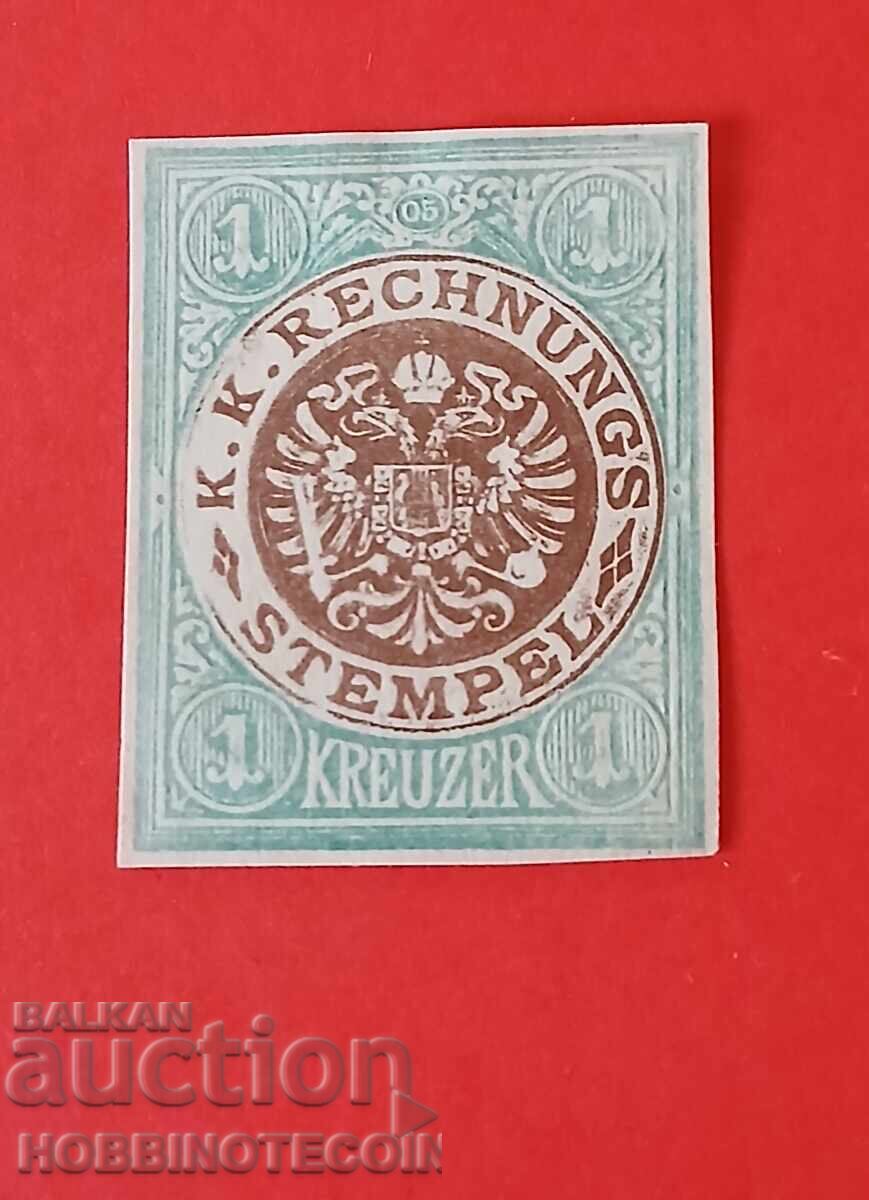 1 05 1
K. K. RECHNUNGS
STEMPEL
1 KREUZER 1
BALKAN
auction
HOBBINOTECOIN